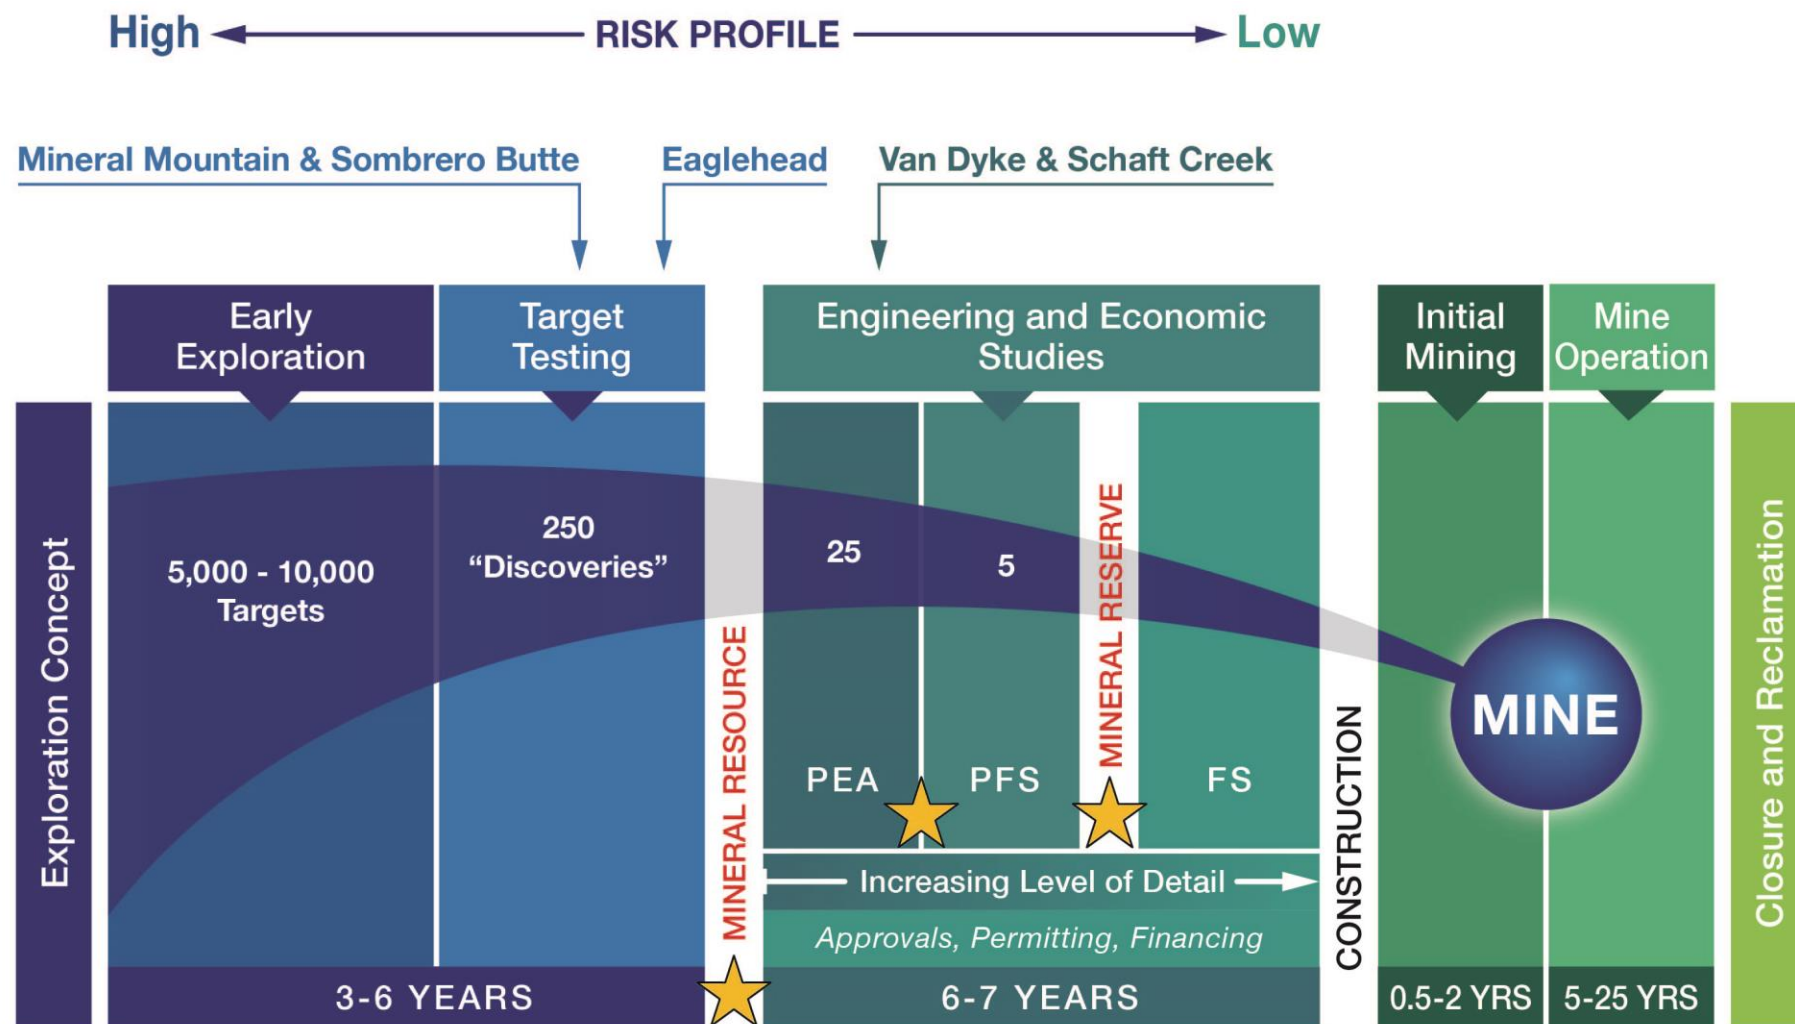 High
RISK PROFILE
Low
Mineral Mountain & Sombrero Butte
Eaglehead
Van Dyke & Schaft Creek
Early
Exploration
Target
Testing
Engineering and Economic
Studies
Initial
Mining
Mine
Operation
Exploration Concept
5,000 - 10,000
Targets
250
“Discoveries”
MINERAL RESOURCE
25
5
MINERAL RESERVE
PEA
PFS
FS
Increasing Level of Detail
Approvals, Permitting, Financing
CONSTRUCTION
MINE
Closure and Reclamation
3-6 YEARS
6-7 YEARS
0.5-2 YRS
5-25 YRS